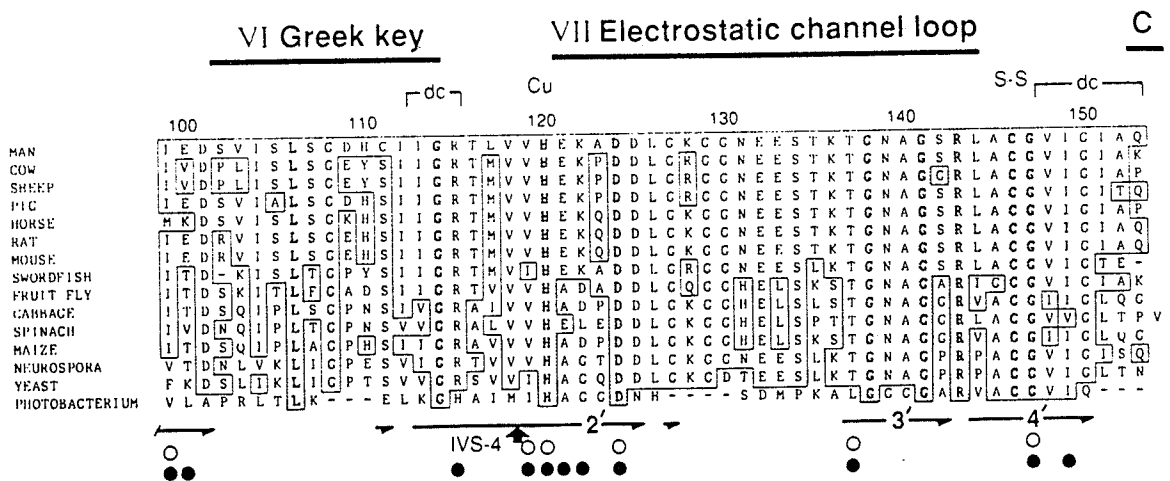 VI Greek key VII Electrostatic channel loop C
dc Cu S-S dc
100 110 120 130 140 150
MAN I E D S V I S L S G D H C I I G R T L V V H E K A D D L G K G G N E E S T K T G N A G S R L A C G V I G I A Q
COW I V D P L I S L S G E Y S I I G R T M V V H E K P D D L G R G G N E E S T K T G N A G S R L A C G V I G I A K
SHEEP I V D P L I S L S G E Y S I I G R T M V V H E K P D D L G R G G N E E S T K T G N A G G R L A C G V I G I A P
PIG I E D S V I A L S G D H S I I G R T M V V H E K P D D L G R G G N E E S T K T G N A G S R L A C G V I G I T Q
HORSE M K D S V I S L S G K H S I I G R T M V V H E K Q D D L G K G G N E E S T K T G N A G S R L A C G V I G I A P
RAT I E D R V I S L S G E H S I I G R T M V V H E K Q D D L G K G G N E E S T K T G N A G S R L A C G V I G I A Q
MOUSE I E D R V I S L S G E H S I I G R T M V V H E K Q D D L G K G G N E E S T K T G N A G S R L A C G V I G I A Q
SWORDFISH I T D - K I S L T G P Y S I I G R T M V I H E K A D D L G R G G N E E S L K T G N A G S R L A C G V I G T E -
FRUIT FLY I T D S K I T L F G A D S I I G R T V V V H A D A D D L G Q G G H E L S K S T G N A G A R I G C G V I G I A K
CABBAGE I T D S Q I P L S G P N S I V G R A I V V H A D P D D L G K G G H E L S K S T G N A G G R V A C G I I G L Q G
SPINACH I V D N Q I P L T G P N S V V G R A L V V H E L E D D L G K G G H E L S P T T G N A G G R L A C G V V G L T P V
MAIZE I T D S Q I P L A G P H S I I G R A V V V H A D P D D L G K G G H E L S K S T G N A G G R V A C G I I G L Q G
NEUROSPORA V T D N L V K L I G P E S V I G R T V V V H A G T D D L G K G G N E E S L K T G N A G P R P A C G V I G I S Q
YEAST F K D S L I K L I G P T S V V G R S V V I H A G Q D D L G K G D T E E S L K T G N A G P R P A C G V I G L T N
PHOTOBACTERIUM V L A P R L T L K - - - E L K G H A I M I H A G G D N H - - - - S D M P K A L G G G G A R V A C G V I Q - - -
IVS-4 2' 3' 4'